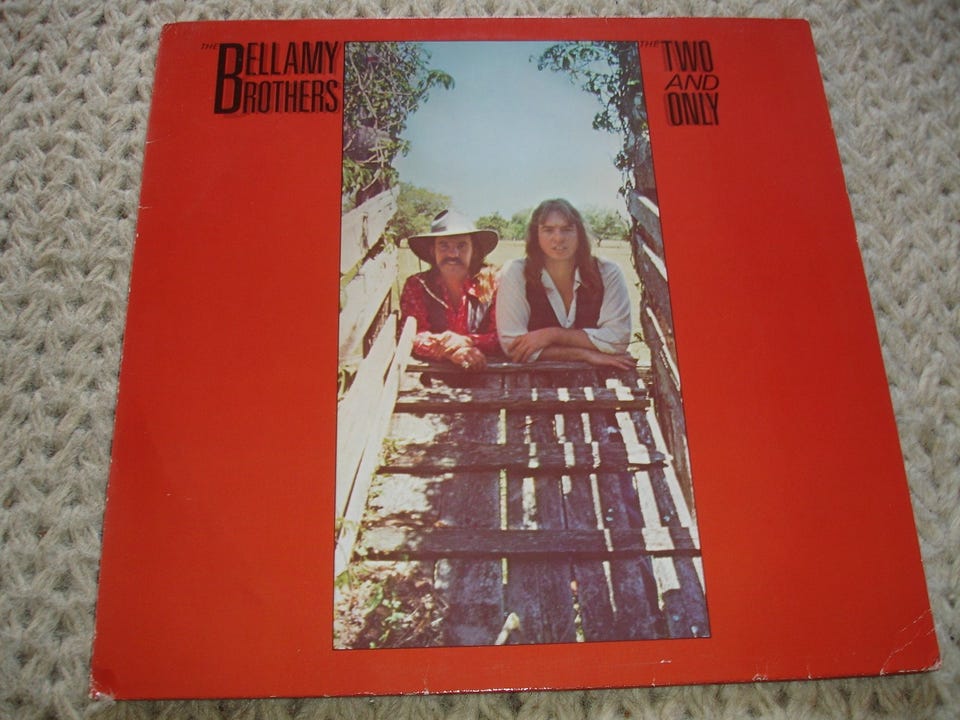 THE BELLAMY
BROTHERS
THE TWO
AND
ONLY